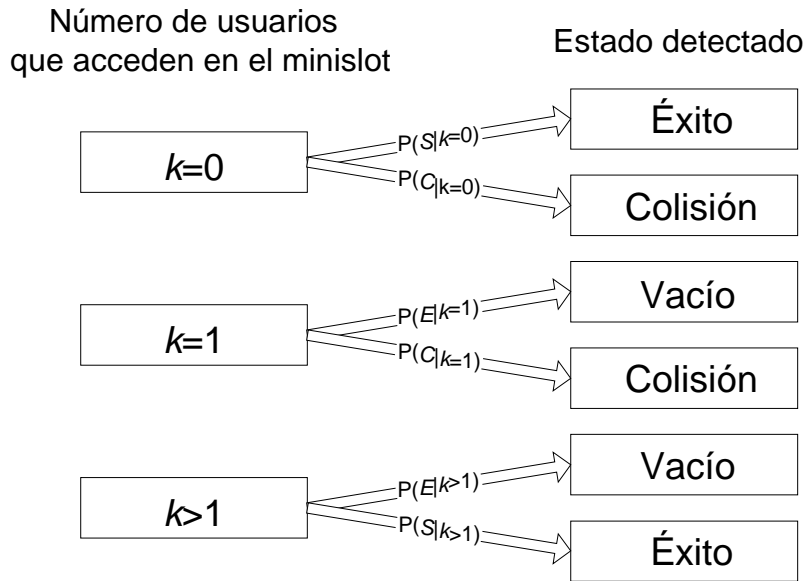 Número de usuarios
que acceden en el minislot
Estado detectado
k=0
P(S|k=0)
Éxito
P(C|k=0)
Colisión
k=1
P(E|k=1)
Vacío
P(C|k=1)
Colisión
k>1
P(E|k>1)
Vacío
P(S|k>1)
Éxito